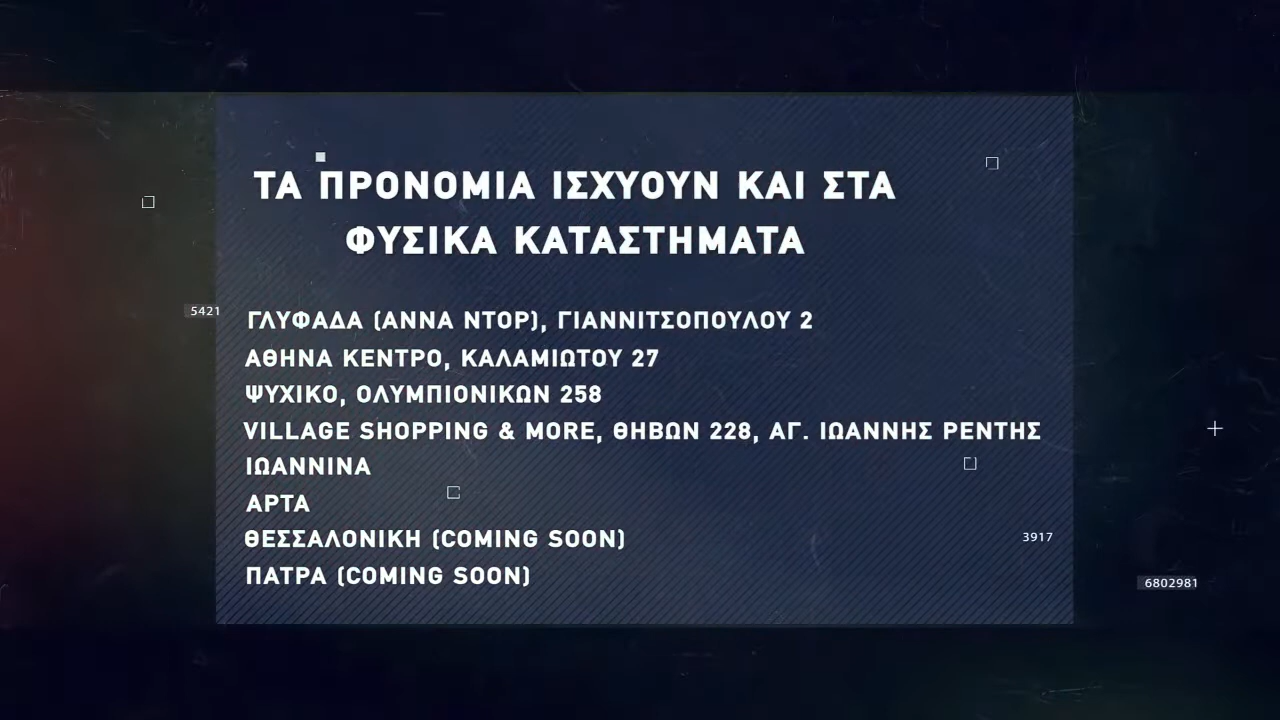 ΤΑ ΠΡΟΝΟΜΙΑ ΙΣΧΥΟΥΝ ΚΑΙ ΣΤΑ
ΦΥΣΙΚΑ ΚΑΤΑΣΤΗΜΑΤΑ
5421
ΓΛΥΦΑΔΑ (ΑΝΝΑ ΝΤΟΡ), ΓΙΑΝΝΙΤΣΟΠΟΥΛΟΥ 2
ΑΘΗΝΑ ΚΕΝΤΡΟ, ΚΑΛΑΜΙΩΤΟΥ 27
ΨΥΧΙΚΟ, ΟΛΥΜΠΙΟΝΙΚΩΝ 258
VILLAGE SHOPPING & MORE, ΘΗΒΩΝ 228, ΑΓ. ΙΩΑΝΝΗΣ ΡΕΝΤΗΣ
ΙΩΑΝΝΙΝΑ
ΑΡΤΑ
ΘΕΣΣΑΛΟΝΙΚΗ (COMING SOON)
3917
ΠΑΤΡΑ (COMING SOON)
6802981